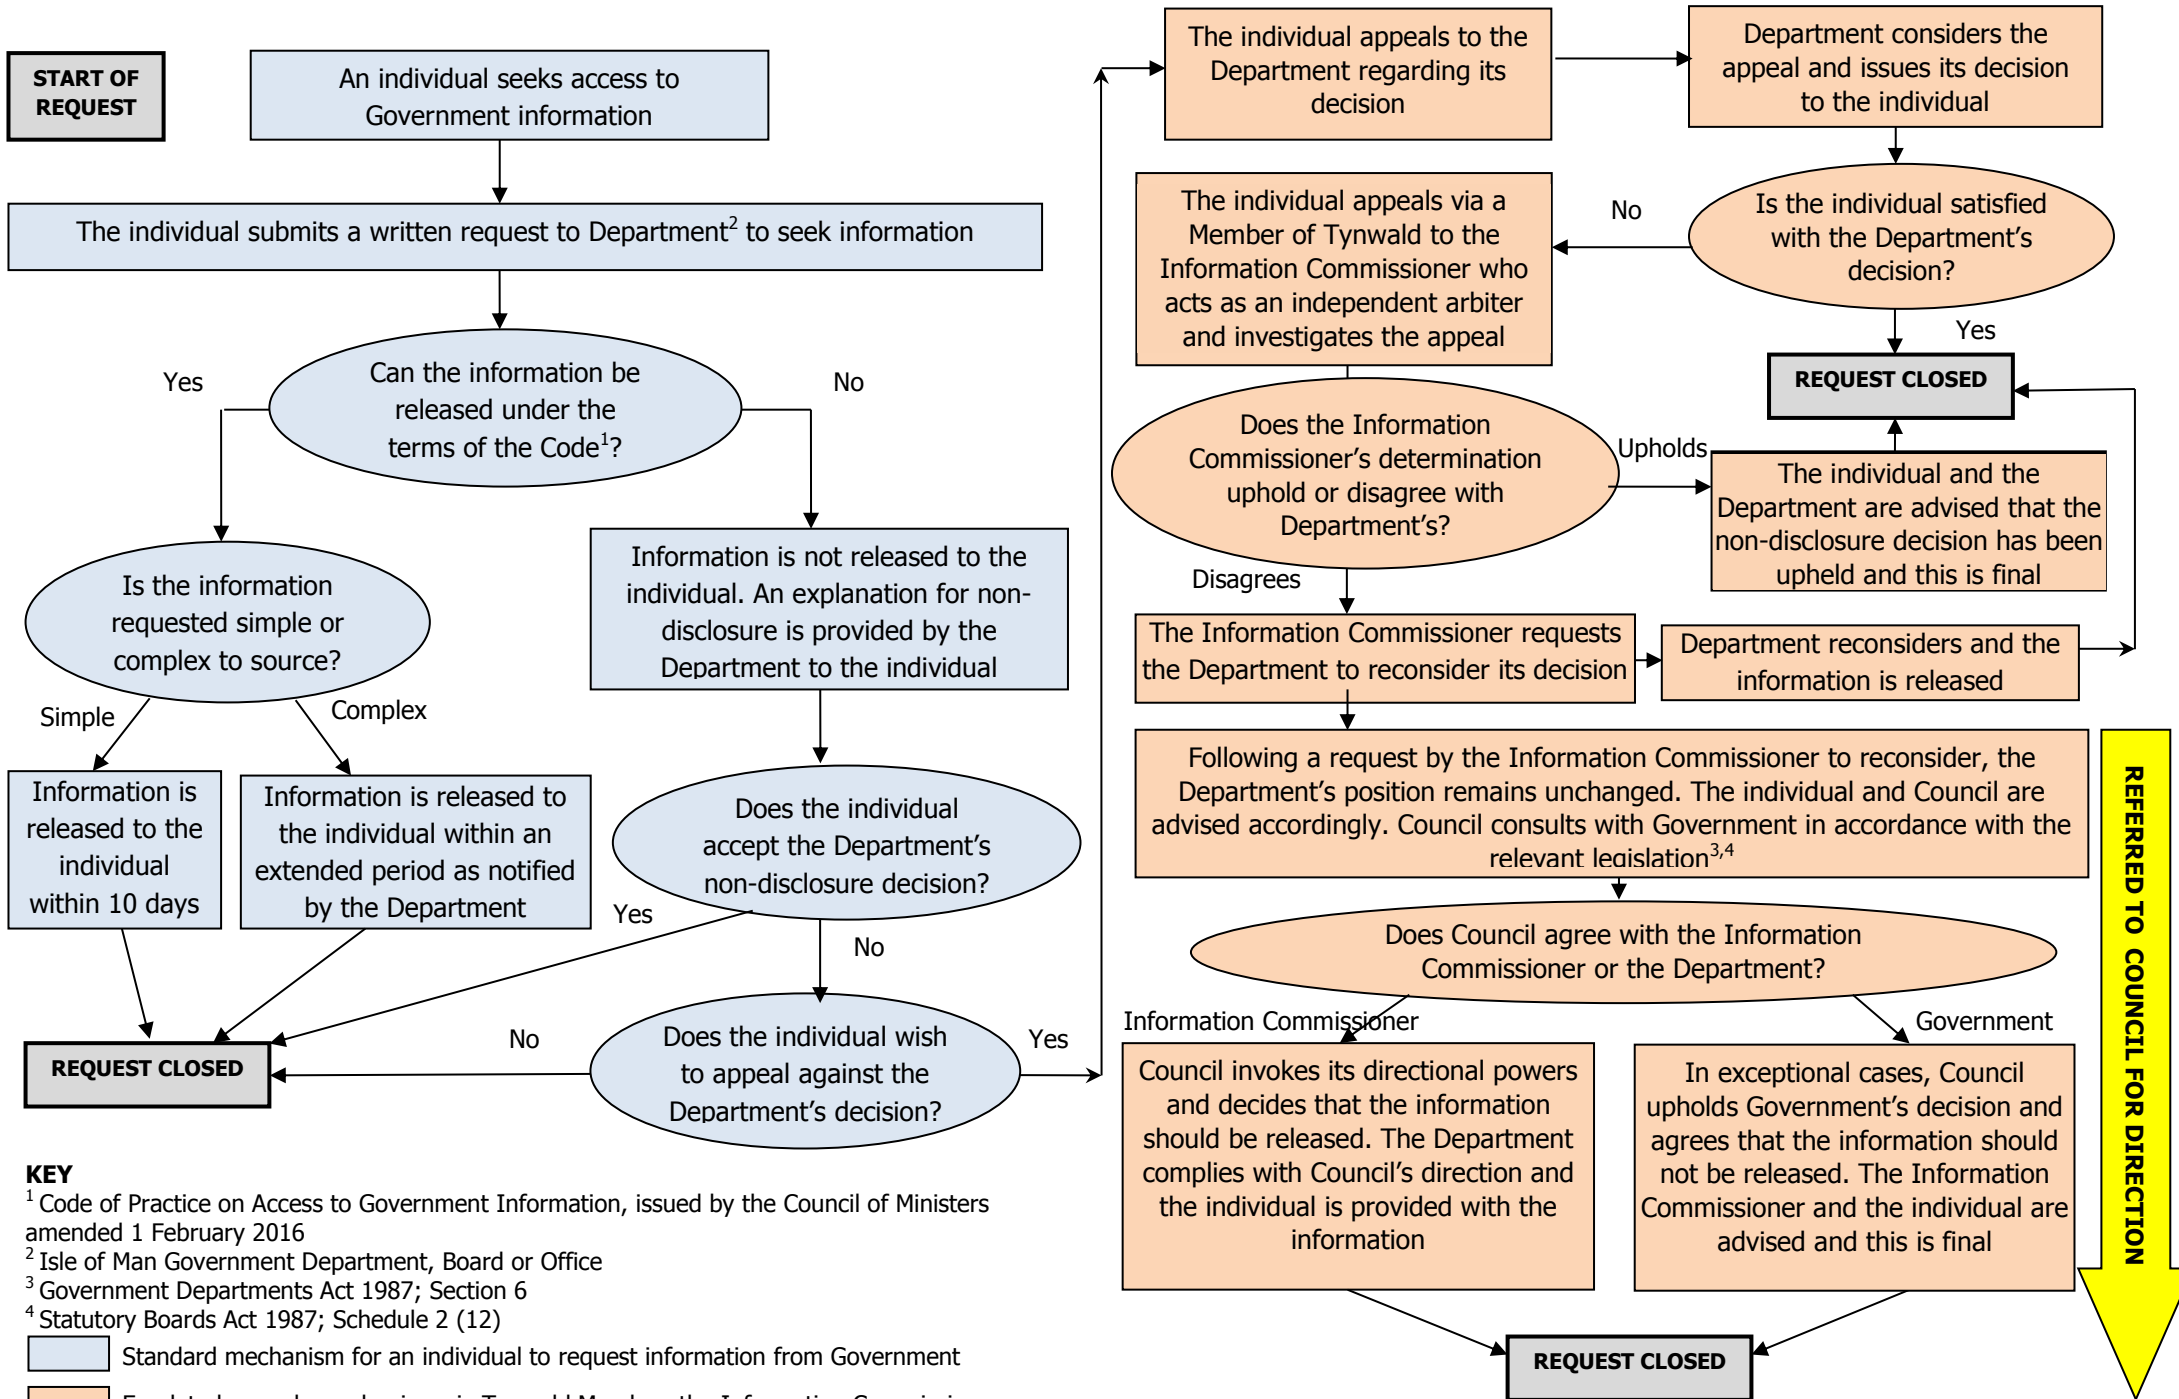 START OF
REQUEST
An individual seeks access to
Government information
The individual submits a written request to Department2 to seek information
Can the information be
released under the
terms of the Code1?
Yes
No
Is the information
requested simple or
complex to source?
Information is not released to the
individual. An explanation for non-
disclosure is provided by the
Department to the individual
Simple
Complex
Information is
released to the
individual
within 10 days
Information is released to
the individual within an
extended period as notified
by the Department
Does the individual
accept the Department's
non-disclosure decision?
Yes
No
Does the individual wish
to appeal against the
Department's decision?
No
Yes
REQUEST CLOSED
KEY
1 Code of Practice on Access to Government Information, issued by the Council of Ministers
amended 1 February 2016
2 Isle of Man Government Department, Board or Office
3 Government Departments Act 1987; Section 6
4 Statutory Boards Act 1987; Schedule 2 (12)
Standard mechanism for an individual to request information from Government
The individual appeals to the
Department regarding its
decision
Department considers the
appeal and issues its decision
to the individual
Is the individual satisfied
with the Department's
decision?
No
Yes
The individual appeals via a
Member of Tynwald to the
Information Commissioner who
acts as an independent arbiter
and investigates the appeal
REQUEST CLOSED
Does the Information
Commissioner's determination
uphold or disagree with
Department's?
Upholds
The individual and the
Department are advised that the
non-disclosure decision has been
upheld and this is final
Disagrees
The Information Commissioner requests
the Department to reconsider its decision
Department reconsiders and the
information is released
Following a request by the Information Commissioner to reconsider, the
Department's position remains unchanged. The individual and Council are
advised accordingly. Council consults with Government in accordance with the
relevant legislation3,4
Does Council agree with the Information
Commissioner or the Department?
Information Commissioner
Government
Council invokes its directional powers
and decides that the information
should be released. The Department
complies with Council's direction and
the individual is provided with the
information
In exceptional cases, Council
upholds Government's decision and
agrees that the information should
not be released. The Information
Commissioner and the individual are
advised and this is final
REQUEST CLOSED
REFERRED TO COUNCIL FOR DIRECTION